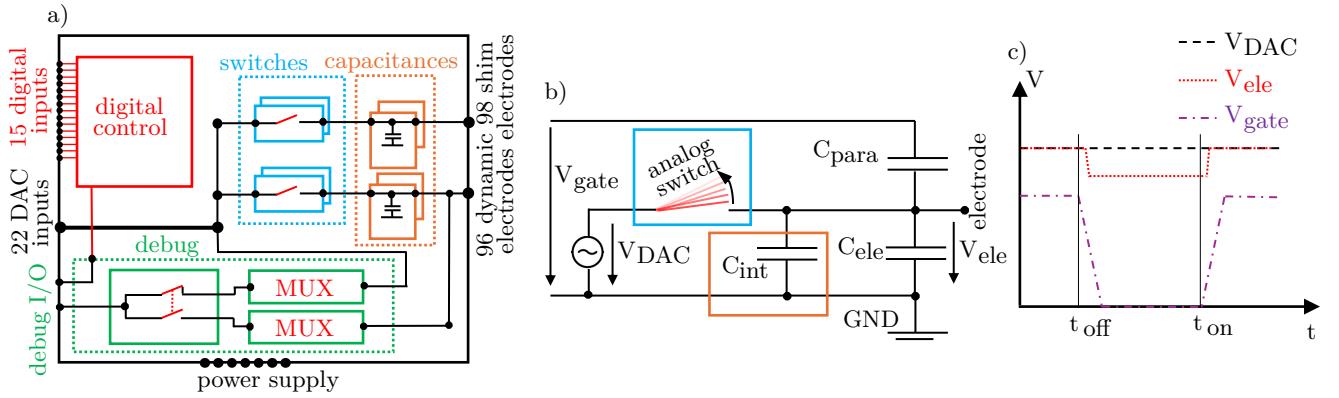 a)
15 digital
inputs
digital
control
switches
capacitances
98 shim
electrodes
96 dynamic
electrodes
22 DAC
inputs
debug
MUX
MUX
debug I/O
power supply
b)
V_gate
analog
switch
C_para
V_DAC
C_int
C_ele
V_ele
electrode
GND
c)
V_DAC
V_ele
V_gate
V
t_off
t_on
t